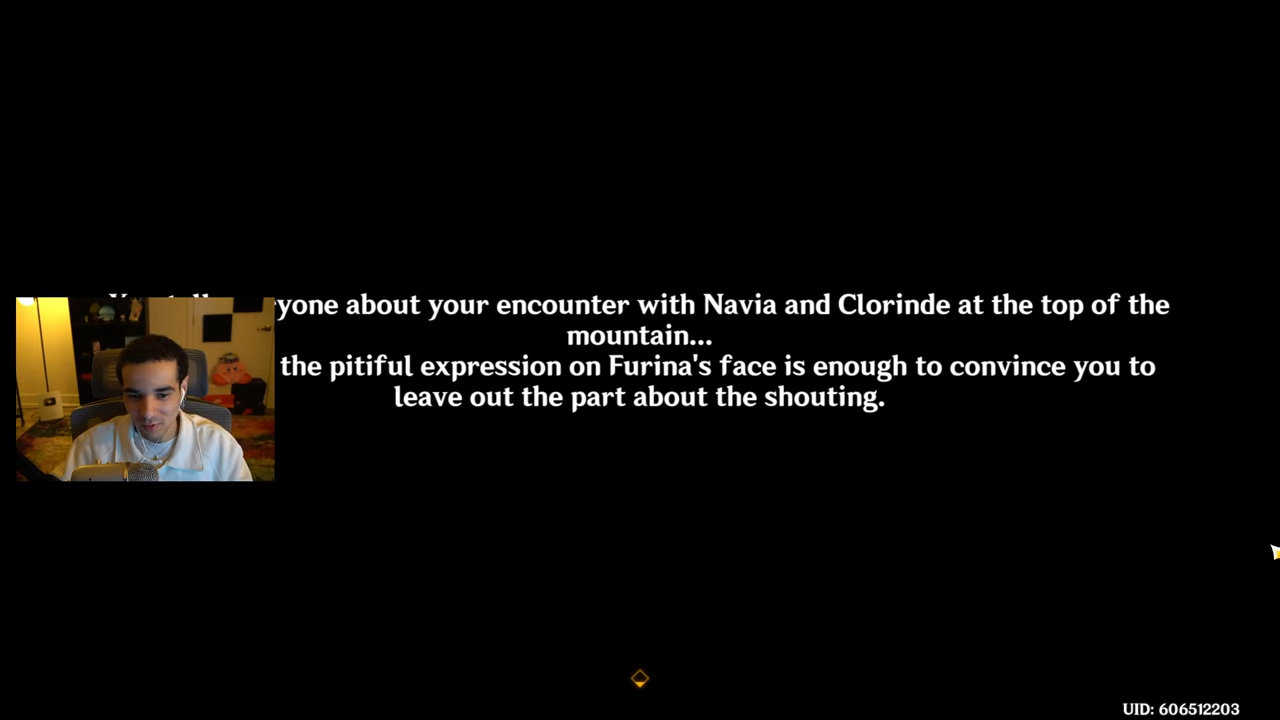 yone about your encounter with Navia and Clorinde at the top of the
mountain...
the pitiful expression on Furina's face is enough to convince you to
leave out the part about the shouting.
UID: 606512203